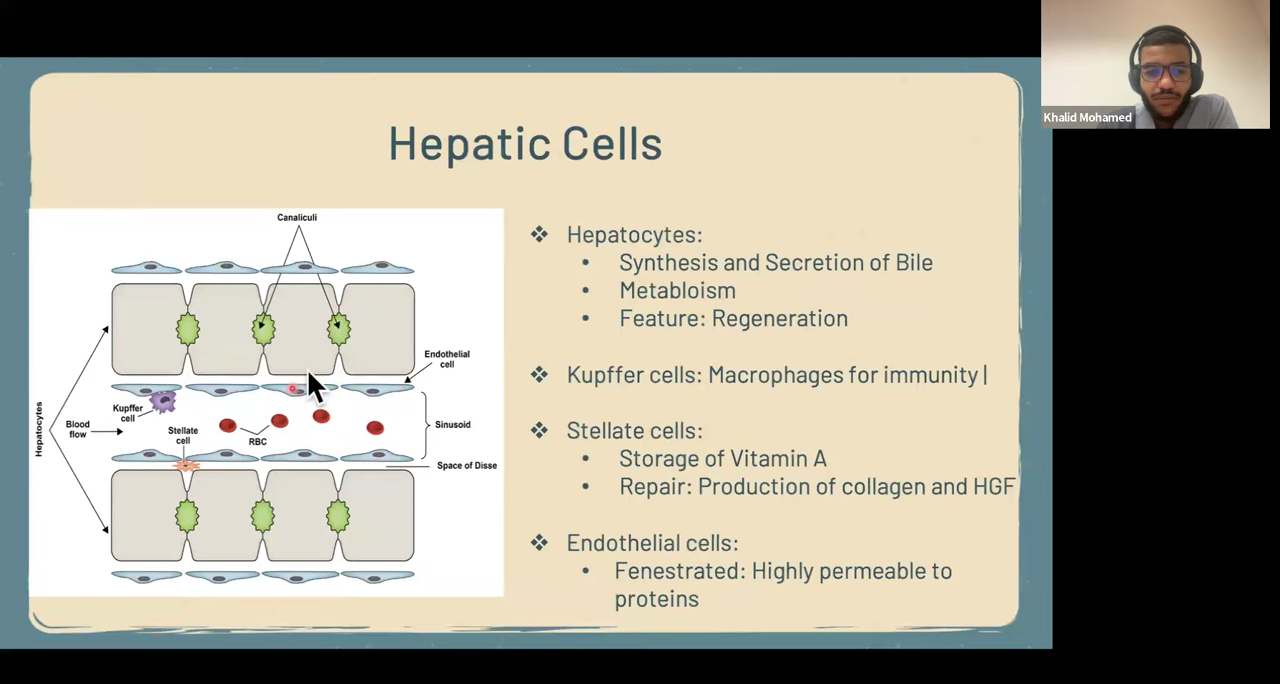 Khalid Mohamed
Hepatic Cells
Canaliculi
Endothelial
cell
Kupffer
cell
Hepatocytes
Blood
flow
Stellate
cell
RBC
Sinusoid
Space of Disse
❖ Hepatocytes:
• Synthesis and Secretion of Bile
• Metabloism
• Feature: Regeneration
❖ Kupffer cells: Macrophages for immunity |
❖ Stellate cells:
• Storage of Vitamin A
• Repair: Production of collagen and HGF
❖ Endothelial cells:
• Fenestrated: Highly permeable to
proteins